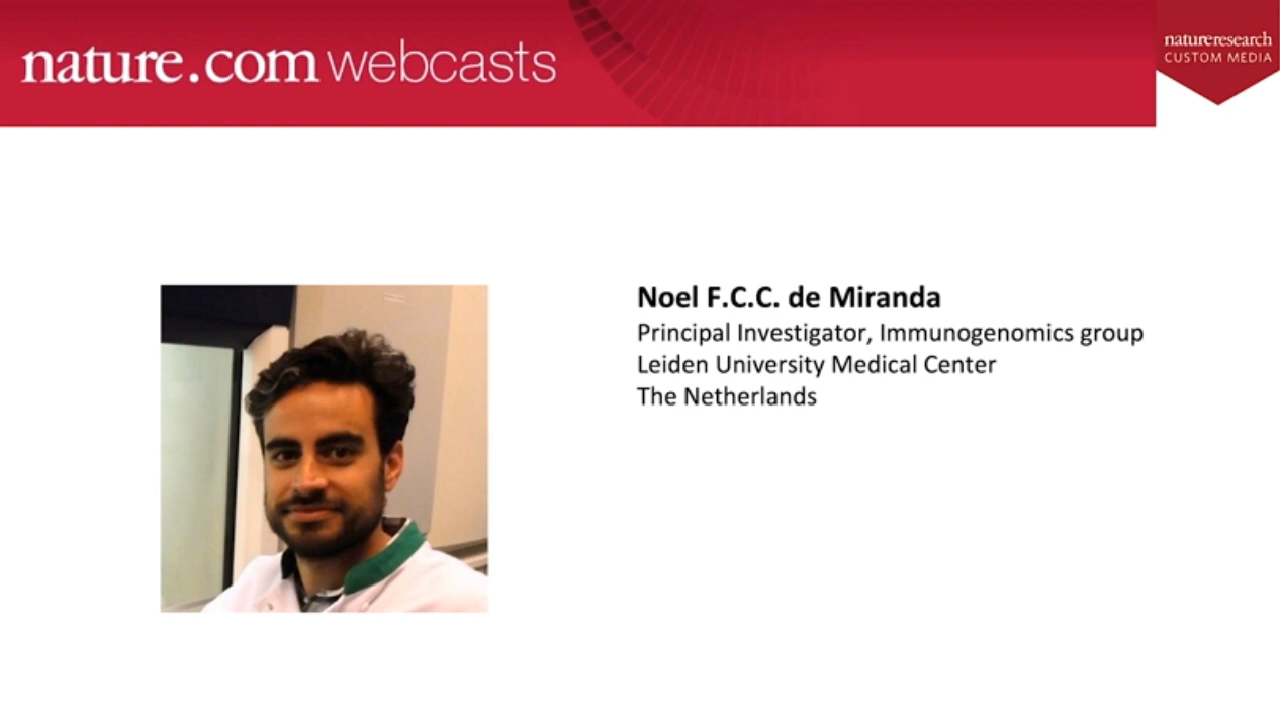 nature.com webcasts
natureresearch
CUSTOM MEDIA
Noel F.C.C. de Miranda
Principal Investigator, Immunogenomics group
Leiden University Medical Center
The Netherlands